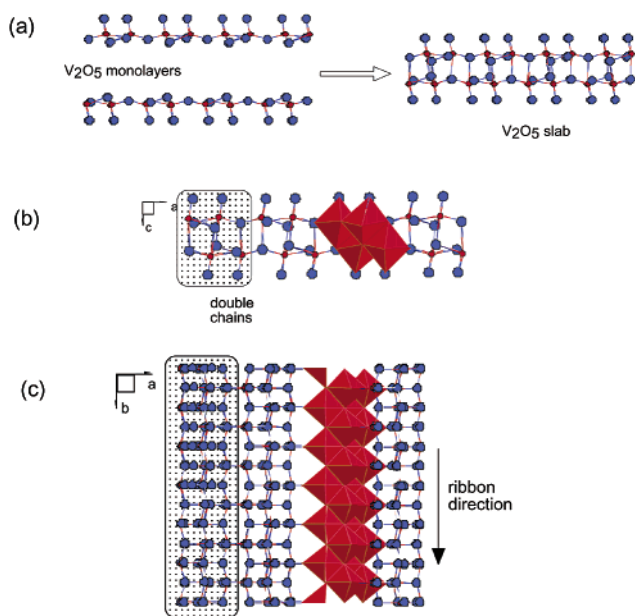 (a)
V2O5 monolayers
V2O5 slab
(b)
a
c
double
chains
(c)
a
b
ribbon
direction